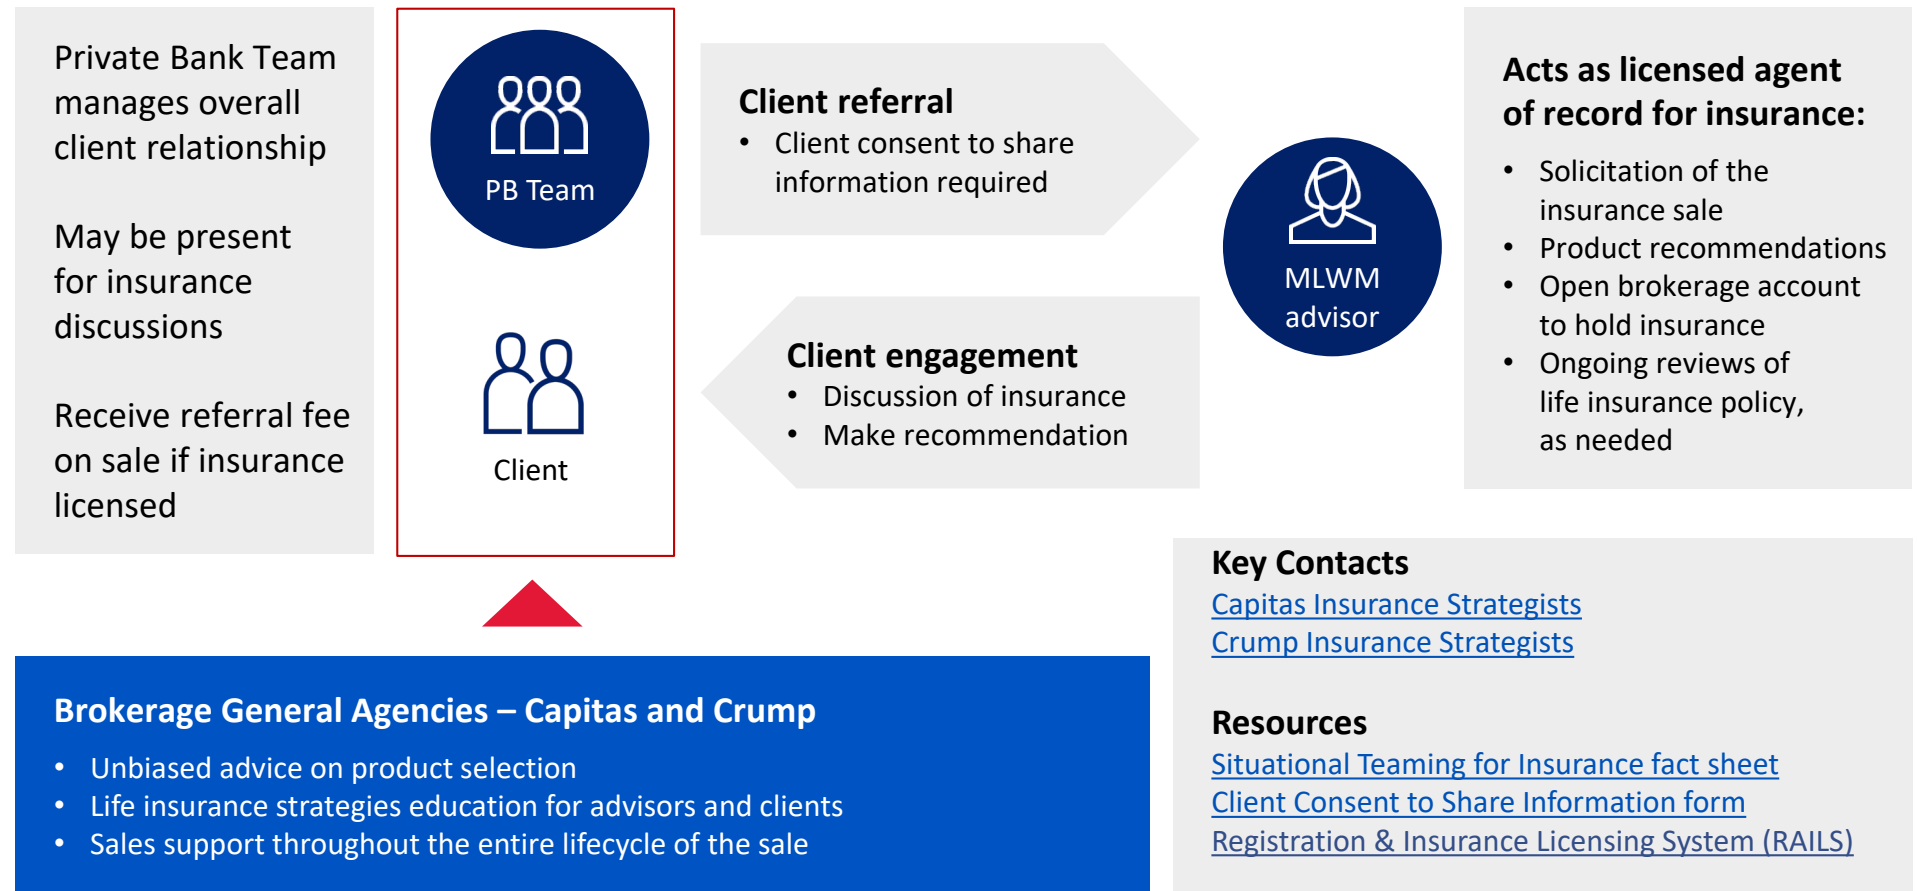 Private Bank Team
manages overall
client relationship
May be present
for insurance
discussions
Receive referral fee
on sale if insurance
licensed
PB Team
Client
Client referral
• Client consent to share
information required
Client engagement
• Discussion of insurance
• Make recommendation
MLWM
advisor
Acts as licensed agent
of record for insurance:
• Solicitation of the
insurance sale
• Product recommendations
• Open brokerage account
to hold insurance
• Ongoing reviews of
life insurance policy,
as needed
Brokerage General Agencies – Capitas and Crump
• Unbiased advice on product selection
• Life insurance strategies education for advisors and clients
• Sales support throughout the entire lifecycle of the sale
Key Contacts
Capitas Insurance Strategists
Crump Insurance Strategists
Resources
Situational Teaming for Insurance fact sheet
Client Consent to Share Information form
Registration & Insurance Licensing System (RAILS)